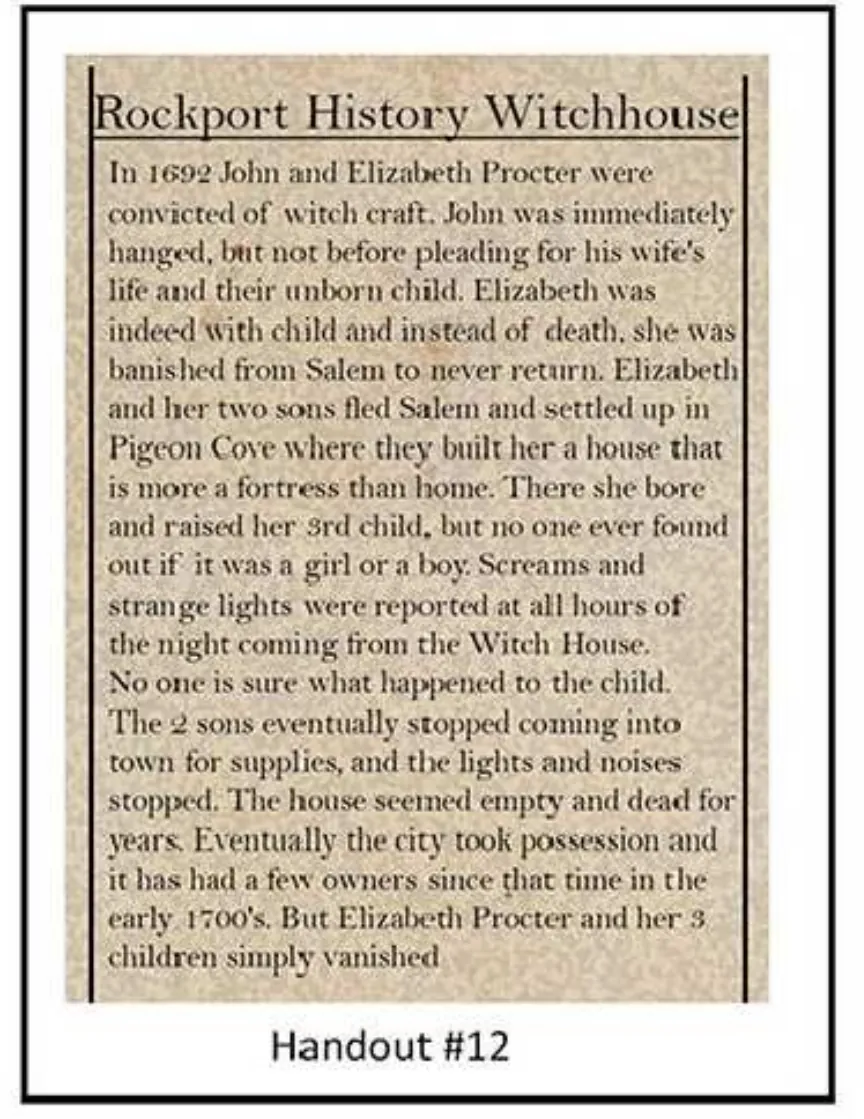 Rockport History Witchhouse
In 1692 John and Elizabeth Procter were
convicted of witch craft. John was immediately
hanged, but not before pleading for his wife's
life and their unborn child. Elizabeth was
indeed with child and instead of death, she was
banished from Salem to never return. Elizabeth
and her two sons fled Salem and settled up in
Pigeon Cove where they built her a house that
is more a fortress than home. There she bore
and raised her 3rd child, but no one ever found
out if it was a girl or a boy. Screams and
strange lights were reported at all hours of
the night coming from the Witch House.
No one is sure what happened to the child.
The 2 sons eventually stopped coming into
town for supplies, and the lights and noises
stopped. The house seemed empty and dead for
years. Eventually the city took possession and
it has had a few owners since that time in the
early 1700's. But Elizabeth Procter and her 3
children simply vanished
Handout #12